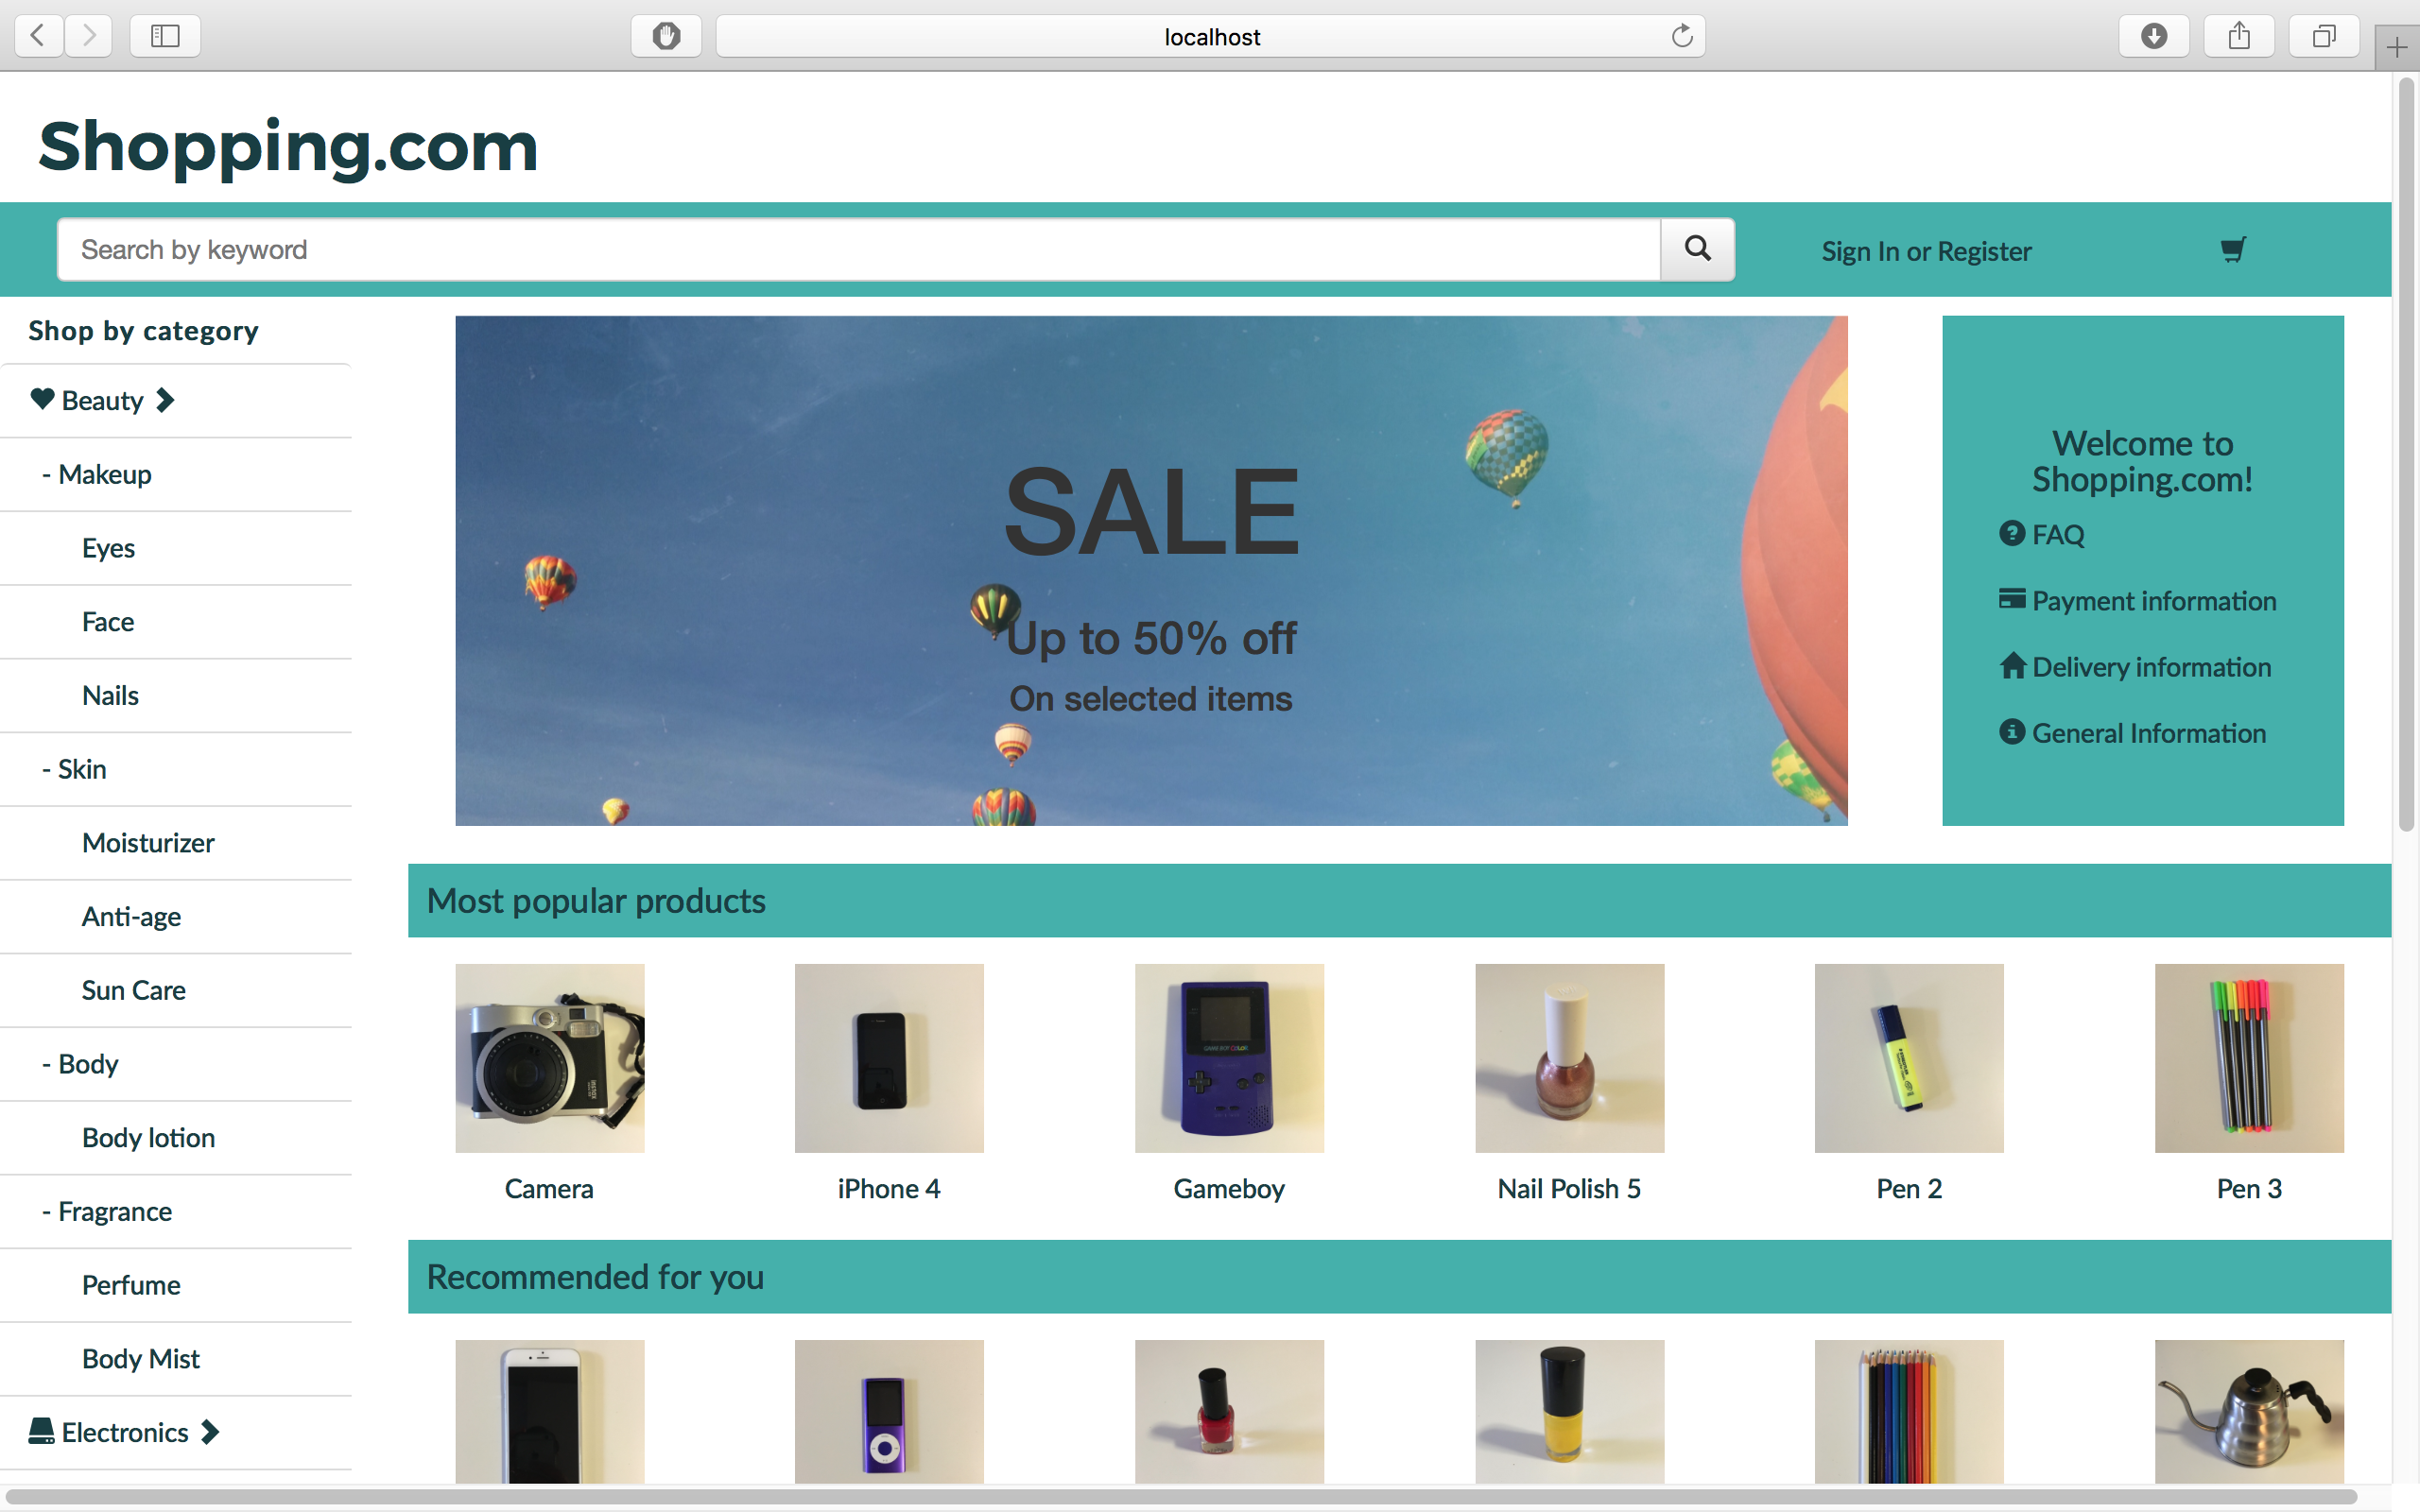 localhost
Shopping.com
Search by keyword
Sign In or Register
Shop by category
Beauty
- Makeup
Eyes
Face
Nails
- Skin
Moisturizer
Anti-age
Sun Care
- Body
Body lotion
- Fragrance
Perfume
Body Mist
Electronics
SALE
Up to 50% off
On selected items
Welcome to
Shopping.com!
FAQ
Payment information
Delivery information
General Information
Most popular products
GAME BOY COLOR
Camera
iPhone 4
Gameboy
Nail Polish 5
Pen 2
Pen 3
Recommended for you